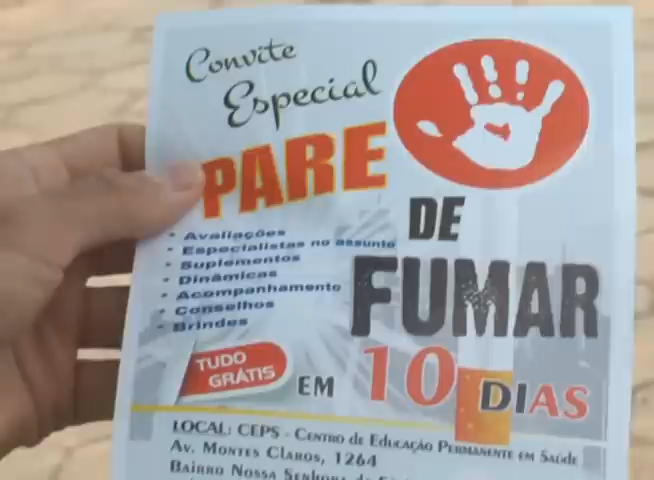 Convite
Especial
PARE
DE
FUMAR
• Avaliações
• Especialistas no assunto
• Suplementos
• Dinâmicas
• Acompanhamento
• Conselhos
• Brindes
TUDO
GRÁTIS
EM 10 DIAS
LOCAL: CEPS - Centro de Educação Permanente em Saúde
Av. Montes Claros, 1264
Bairro Nossa Senhora